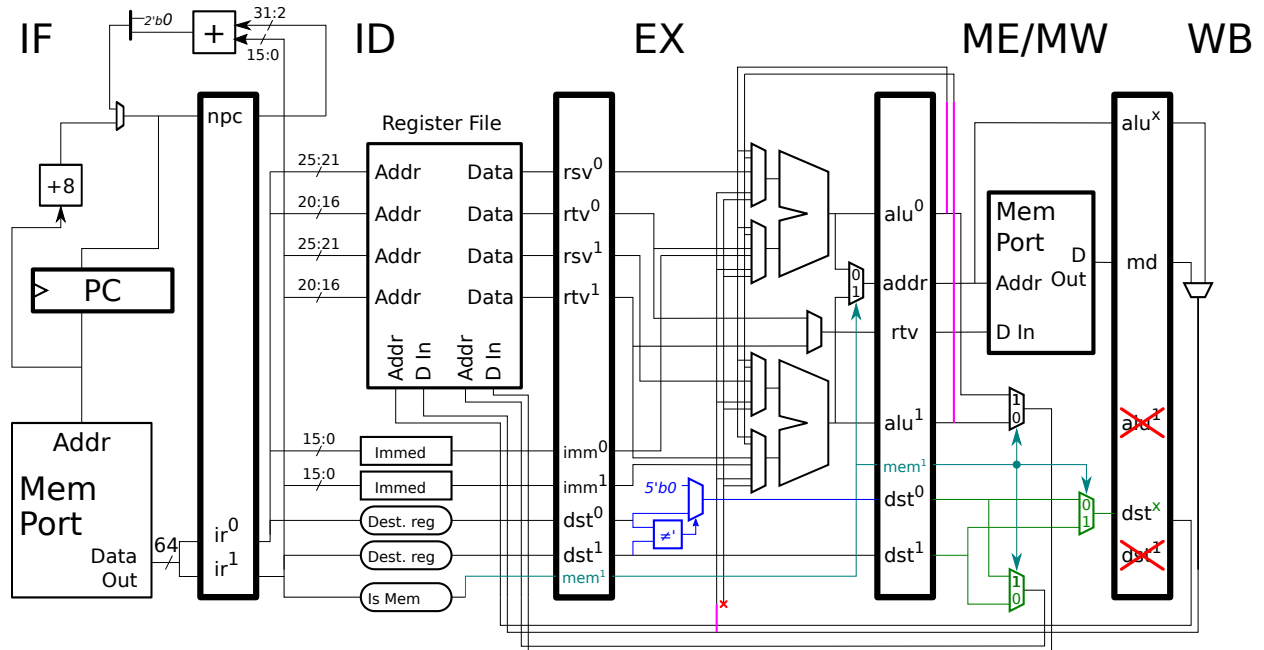 IF
ID
EX
ME/MW
WB
2'b0
+
31:2
15:0
npc
+8
PC
Addr
Mem
Port
Data
Out
64
ir0
ir1
Register File
25:21
Addr
Data
20:16
Addr
Data
25:21
Addr
Data
20:16
Addr
Data
Addr
D In
Addr
D In
15:0
Immed
15:0
Immed
Dest. reg
Dest. reg
Is Mem
rsv0
rtv0
rsv1
rtv1
imm0
imm1
dst0
dst1
mem1
5'b0
≠'
0
1
alu0
addr
rtv
alu1
mem1
dst0
dst1
Mem
Port
D
Out
Addr
D In
1
0
0
1
1
0
alux
md
alu1
dstx
dst1
x